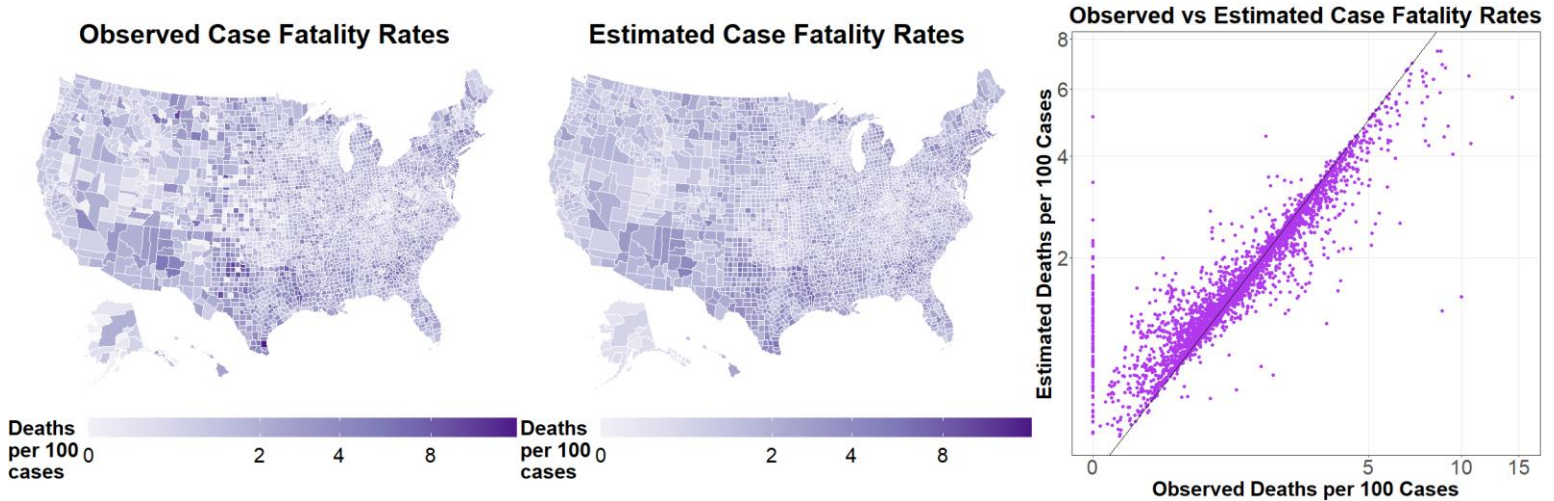 Observed Case Fatality Rates
Deaths
per 100
cases
0 2 4 8
Estimated Case Fatality Rates
Deaths
per 100
cases
0 2 4 8
Observed vs Estimated Case Fatality Rates
Estimated Deaths per 100 Cases
8
6
4
2
0 5 10 15
Observed Deaths per 100 Cases